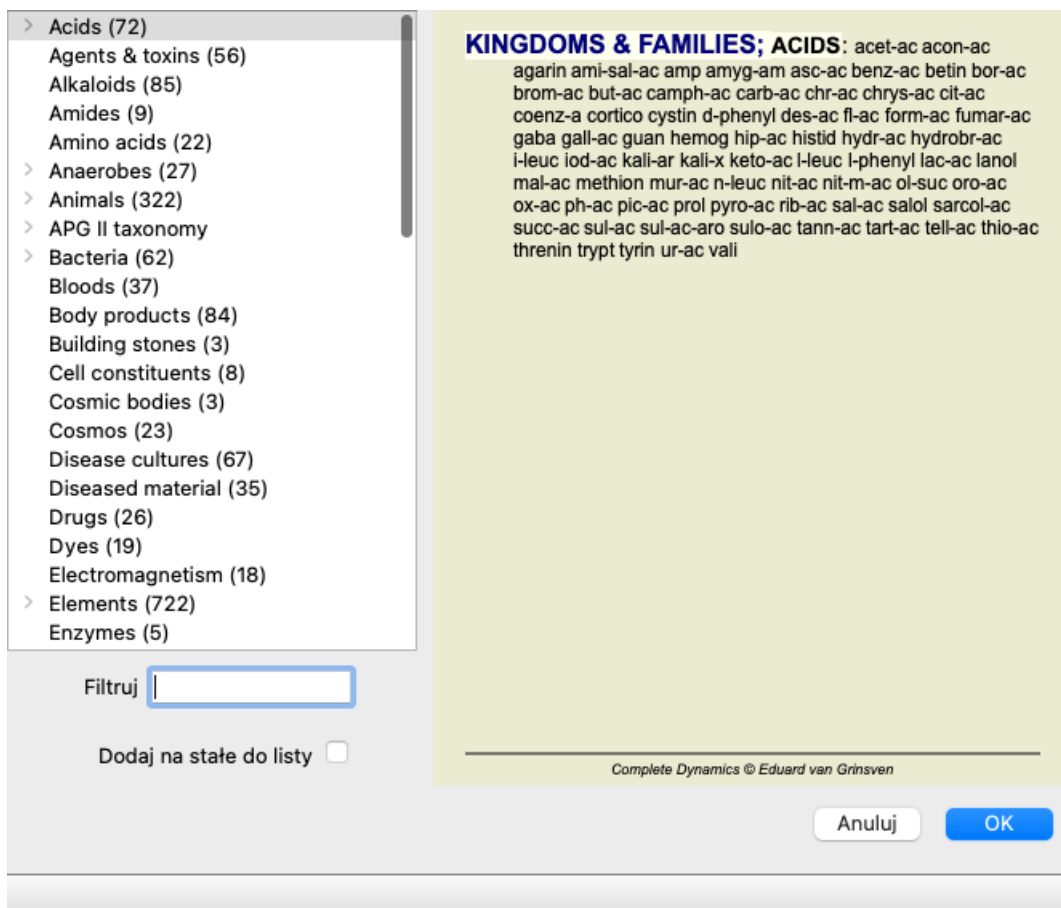 Acids (72)
Agents & toxins (56)
Alkaloids (85)
Amides (9)
Amino acids (22)
Anaerobes (27)
Animals (322)
APG II taxonomy
Bacteria (62)
Bloods (37)
Body products (84)
Building stones (3)
Cell constituents (8)
Cosmic bodies (3)
Cosmos (23)
Disease cultures (67)
Diseased material (35)
Drugs (26)
Dyes (19)
Electromagnetism (18)
Elements (722)
Enzymes (5)
Filtruj
Dodaj na stałe do listy
KINGDOMS & FAMILIES; ACIDS: acet-ac acon-ac
agarin ami-sal-ac amp amyg-am asc-ac benz-ac betin bor-ac
brom-ac but-ac camph-ac carb-ac chr-ac chrys-ac cit-ac
coenz-a cortico cystin d-phenyl des-ac fl-ac form-ac fumar-ac
gaba gall-ac guan hemog hip-ac histid hydr-ac hydrobr-ac
i-leuc iod-ac kali-ar kali-x keto-ac l-leuc l-phenyl lac-ac lanol
mal-ac methion mur-ac n-leuc nit-ac nit-m-ac ol-suc oro-ac
ox-ac ph-ac pic-ac prol pyro-ac rib-ac sal-ac salol sarcol-ac
succ-ac sul-ac sul-ac-aro sulo-ac tann-ac tart-ac tell-ac thio-ac
threnin trypt tyrin ur-ac vali
Complete Dynamics © Eduard van Grinsven
Anuluj
OK